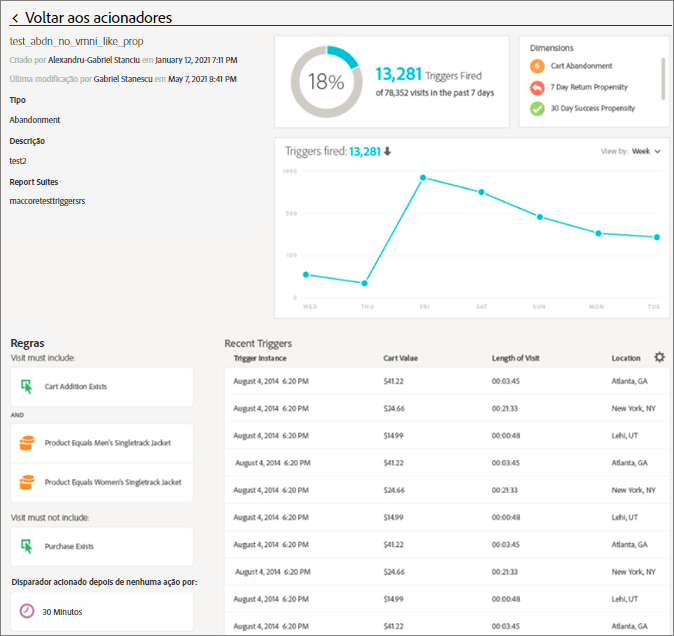 < Voltar aos acionadores
test_abdn_no_vmni_like_prop
Criado por Alexandru-Gabriel Stanciu em January 12, 2021 7:11 PM
Última modificação por Gabriel Stanescu em May 7, 2021 8:41 PM
Tipo
Abandonment
Descrição
test2
Report Suites
maccoretesttriggersrs
18%
13,281 Triggers Fired
of 78,352 visits in the past 7 days
Dimensions
6 Cart Abandonment
7 Day Return Propensity
30 Day Success Propensity
Triggers fired: 13,281
View by: Week
1000
500
100
0
WED THU FRI SAT SUN MON TUE
Regras
Visit must include:
Cart Addition Exists
AND
Product Equals Men's Singletrack Jacket
Product Equals Women's Singletrack Jacket
Visit must not include:
Purchase Exists
Disparador acionado depois de nenhuma ação por:
30 Minutos
Recent Triggers
Trigger Instance Cart Value Length of Visit Location
August 4, 2014 6:20 PM $41.22 00:03:45 Atlanta, GA
August 4, 2014 6:20 PM $24.66 00:21:33 New York, NY
August 4, 2014 6:20 PM $14.99 00:00:48 Lehi, UT
August 4, 2014 6:20 PM $41.22 00:03:45 Atlanta, GA
August 4, 2014 6:20 PM $24.66 00:21:33 New York, NY
August 4, 2014 6:20 PM $14.99 00:00:48 Lehi, UT
August 4, 2014 6:20 PM $41.22 00:03:45 Atlanta, GA
August 4, 2014 6:20 PM $24.66 00:21:33 New York, NY
August 4, 2014 6:20 PM $14.99 00:00:48 Lehi, UT
August 4, 2014 6:20 PM $41.22 00:03:45 Atlanta, GA